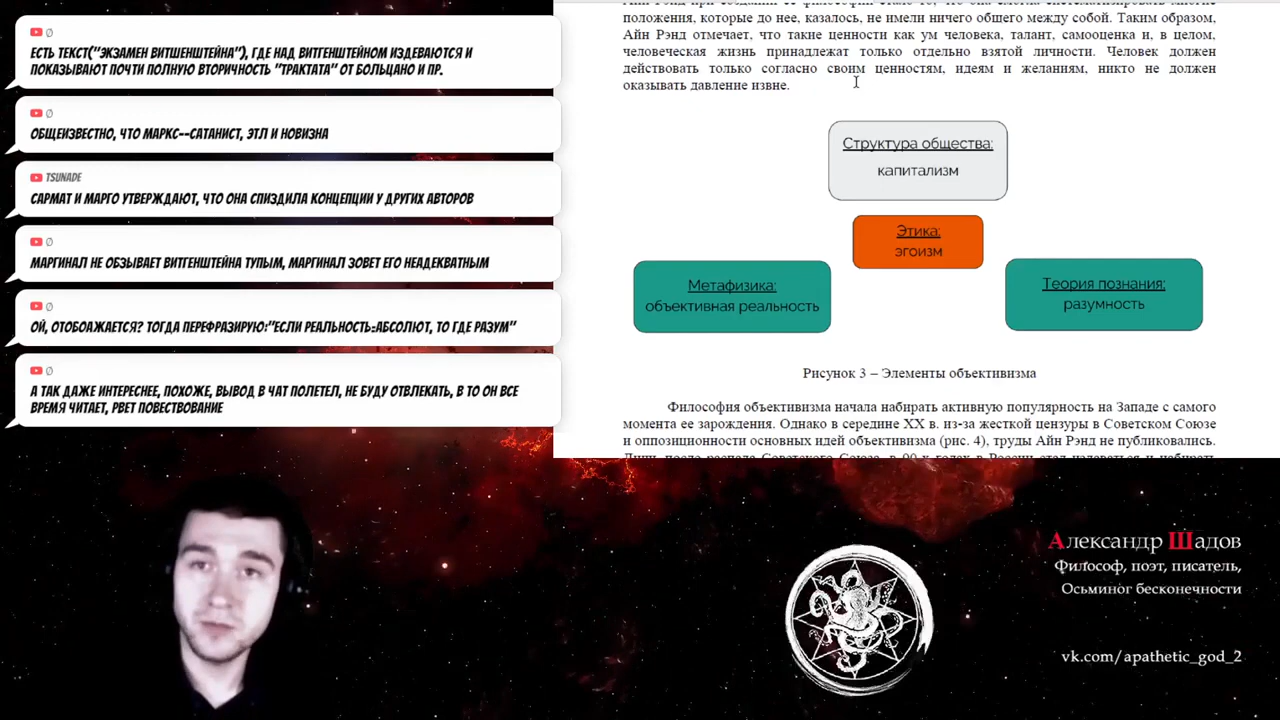 Ø
ЕСТЬ ТЕКСТ("ЭКЗАМЕН ВИТШЕНШТЕЙНА"), ГДЕ НАД ВИТГЕНШТЕЙНОМ ИЗДЕВАЮТСЯ И
ПОКАЗЫВАЮТ ПОЧТИ ПОЛНУЮ ВТОРИЧНОСТЬ "ТРАКТАТА" ОТ БОЛЬЦАНО И ПР.
Ø
ОБЩЕИЗВЕСТНО, ЧТО МАРКС--САТАНИСТ, ЭТЛ И НОВИЗНА
TSUNADE
САРМАТ И МАРГО УТВЕРЖДАЮТ, ЧТО ОНА СПИЗДИЛА КОНЦЕПЦИИ У ДРУГИХ АВТОРОВ
Ø
МАРГИНАЛ НЕ ОБЗЫВАЕТ ВИТГЕНШТЕЙНА ТУПЫМ, МАРГИНАЛ ЗОВЕТ ЕГО НЕАДЕКВАТНЫМ
Ø
ОЙ, ОТОБОАЖАЕТСЯ? ТОГДА ПЕРЕФРАЗИРУЮ:"ЕСЛИ РЕАЛЬНОСТЬ=АБСОЛЮТ, ТО ГДЕ РАЗУМ"
Ø
А ТАК ДАЖЕ ИНТЕРЕСНЕЕ, ПОХОЖЕ, ВЫВОД В ЧАТ ПОЛЕТЕЛ, НЕ БУДУ ОТВЛЕКАТЬ, В ТО ОН ВСЕ
ВРЕМЯ ЧИТАЕТ, РВЕТ ПОВЕСТВОВАНИЕ
положения, которые до нее, казалось, не имели ничего общего между собой. Таким образом,
Айн Рэнд отмечает, что такие ценности как ум человека, талант, самооценка и, в целом,
человеческая жизнь принадлежат только отдельно взятой личности. Человек должен
действовать только согласно своим ценностям, идеям и желаниям, никто не должен
оказывать давление извне.
Структура общества:
капитализм
Этика:
эгоизм
Метафизика:
объективная реальность
Теория познания:
разумность
Рисунок 3 – Элементы объективизма
Философия объективизма начала набирать активную популярность на Западе с самого
момента ее зарождения. Однако в середине XX в. из-за жесткой цензуры в Советском Союзе
и оппозиционности основных идей объективизма (рис. 4), труды Айн Рэнд не публиковались.
Александр Шадов
Философ, поэт, писатель,
Осьминог бесконечности
vk.com/apathetic_god_2